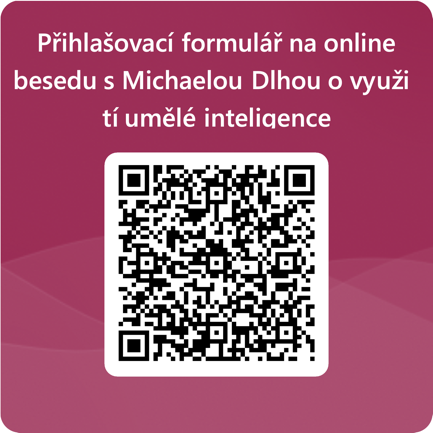 Přihlašovací formulář na online
besedu s Michaelou Dlhou o využi
tí umělé inteligence